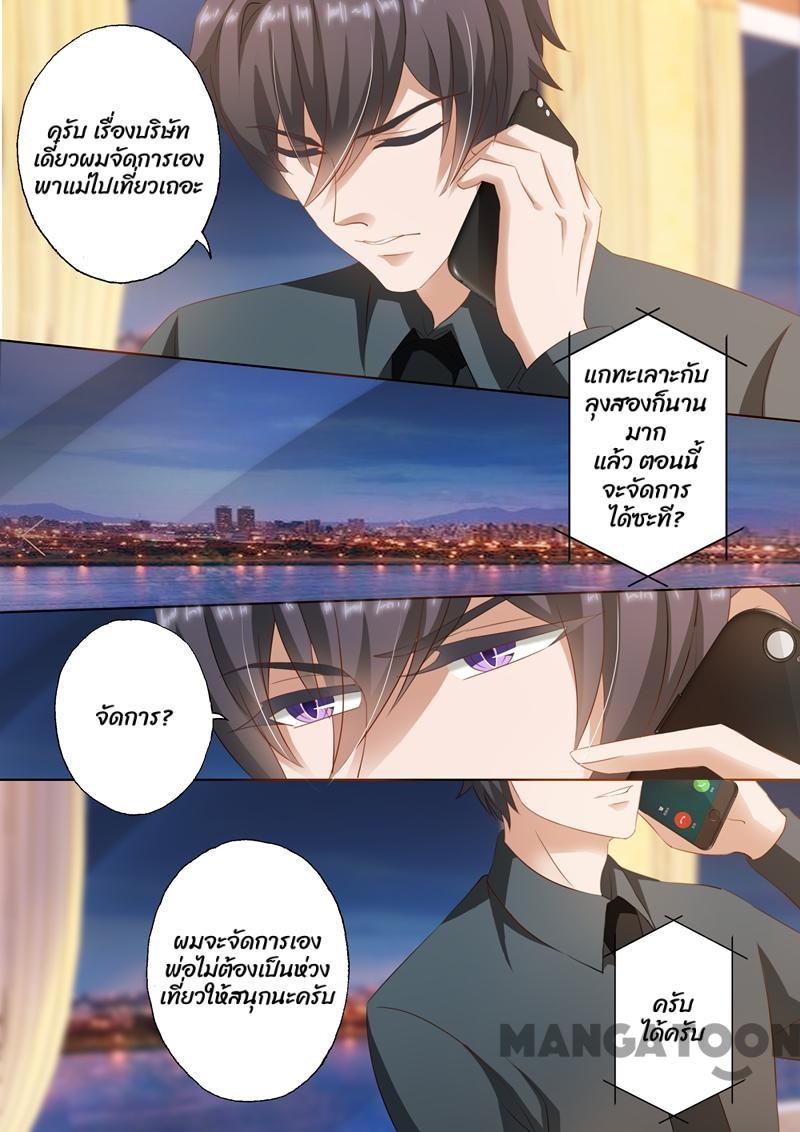 ครับ เรื่องบริษัท
เดี๋ยวผมจัดการเอง
พาแม่ไปเที่ยวเถอะ
แกทะเลาะกับ
ลุงสองก็นาน
มาก
แล้ว ตอนนี้
จะจัดการ
ได้ซะที?
จัดการ?
ผมจะจัดการเอง
พ่อไม่ต้องเป็นห่วง
เที่ยวให้สนุกนะครับ
ครับ
ได้ครับ
MANGATOON